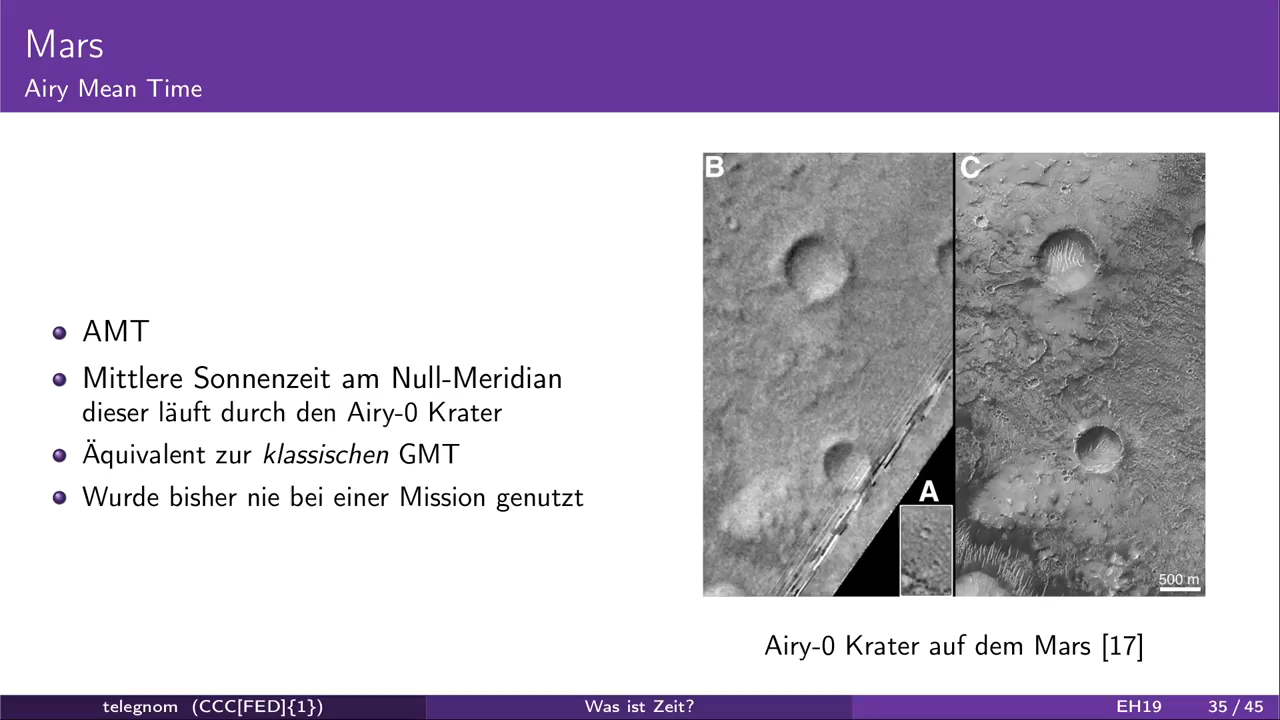 Mars
Airy Mean Time
AMT
Mittlere Sonnenzeit am Null-Meridian
dieser läuft durch den Airy-0 Krater
Äquivalent zur klassischen GMT
Wurde bisher nie bei einer Mission genutzt
B
C
A
500 m
Airy-0 Krater auf dem Mars [17]
telegnom (CCC[FED]{1})
Was ist Zeit?
EH19
35 / 45